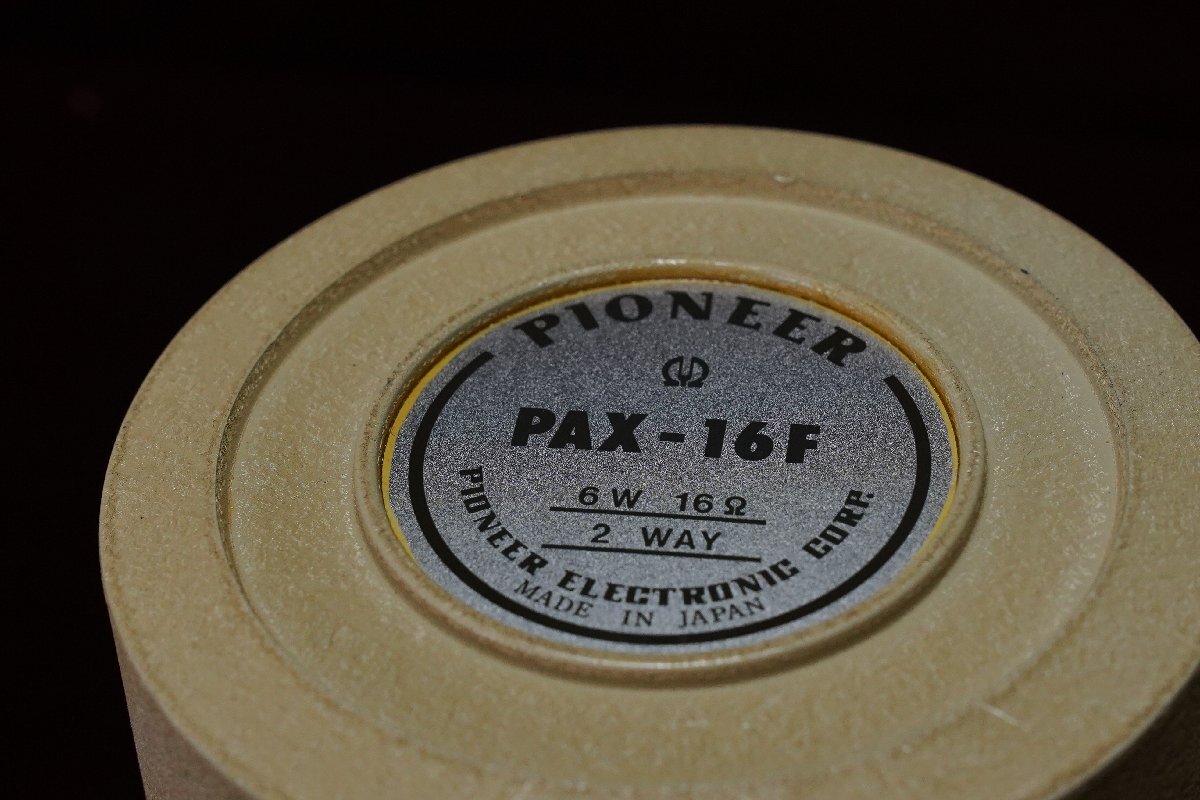 PIONEER
PAX-16F
6W 16Ω
2 WAY
PIONEER ELECTRONIC CORP.
MADE IN JAPAN